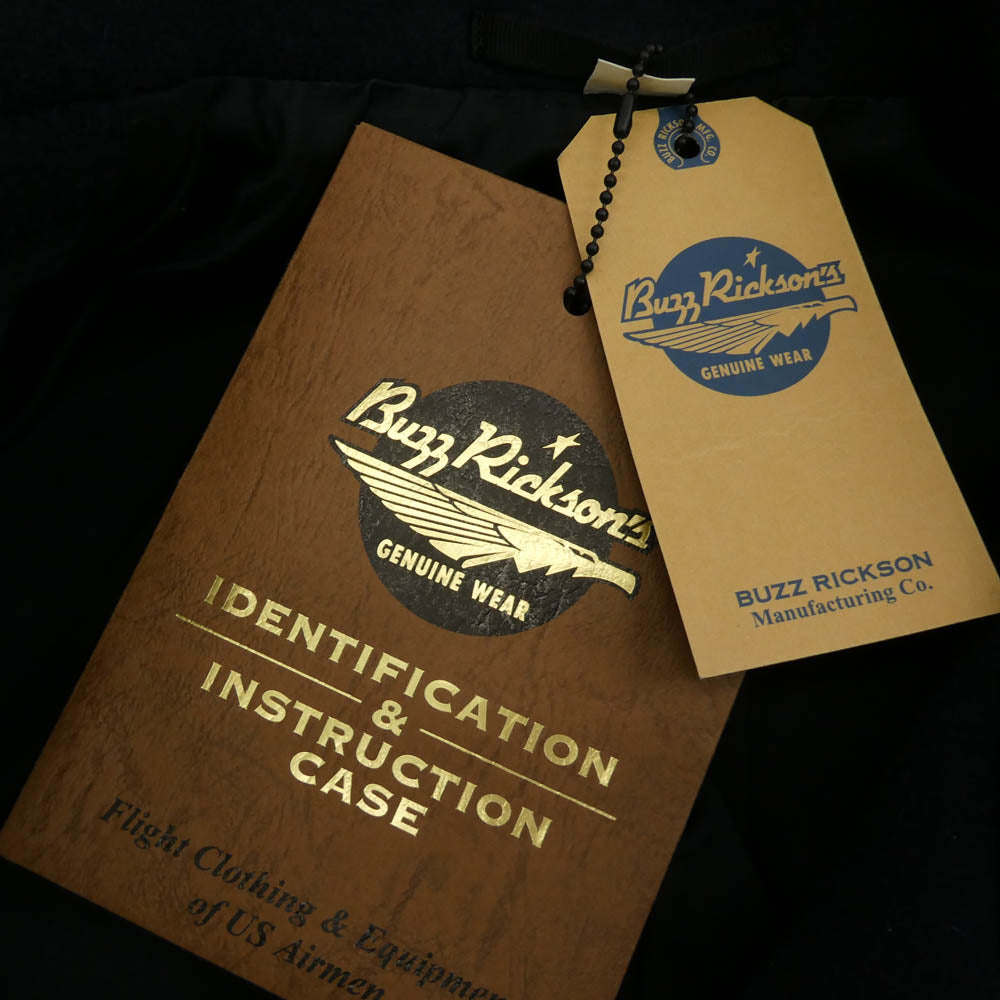 Buzz Rickson's
GENUINE WEAR
IDENTIFICATION
&
INSTRUCTION
CASE
Flight Clothing & Equipmen
of US Airmen
BUZZ RICKSON MFG. CO.
Buzz Rickson's
GENUINE WEAR
BUZZ RICKSON
Manufacturing Co.